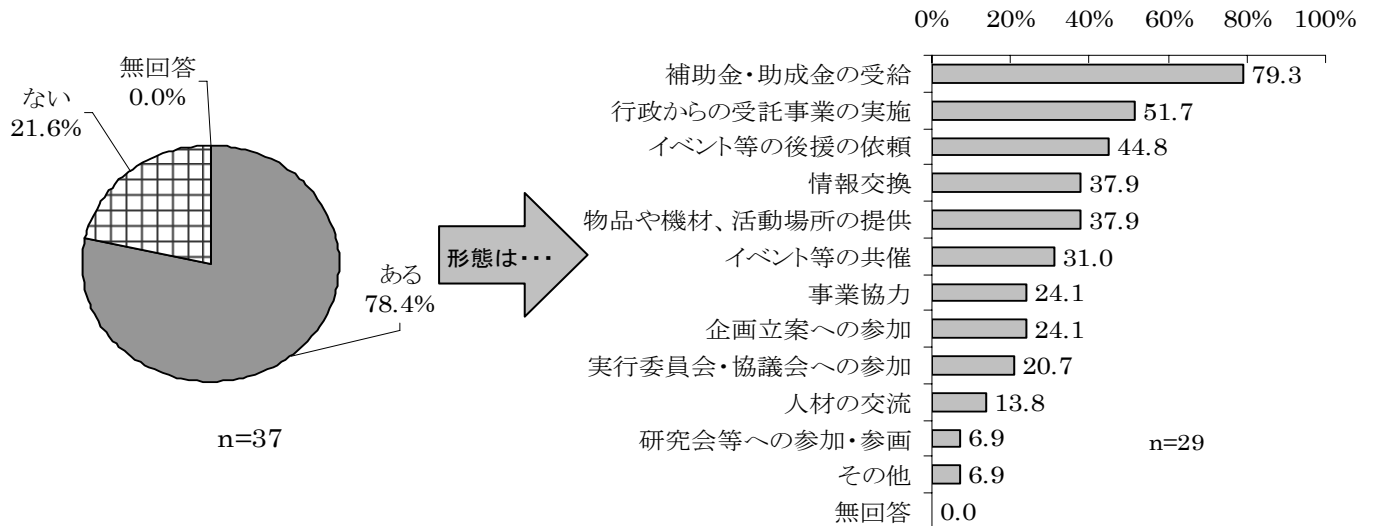 無回答
0.0%
ない
21.6%
ある
78.4%
n=37
形態は・・・
0% 20% 40% 60% 80% 100%
補助金・助成金の受給 79.3
行政からの受託事業の実施 51.7
イベント等の後援の依頼 44.8
情報交換 37.9
物品や機材、活動場所の提供 37.9
イベント等の共催 31.0
事業協力 24.1
企画立案への参加 24.1
実行委員会・協議会への参加 20.7
人材の交流 13.8
研究会等への参加・参画 6.9
n=29
その他 6.9
無回答 0.0